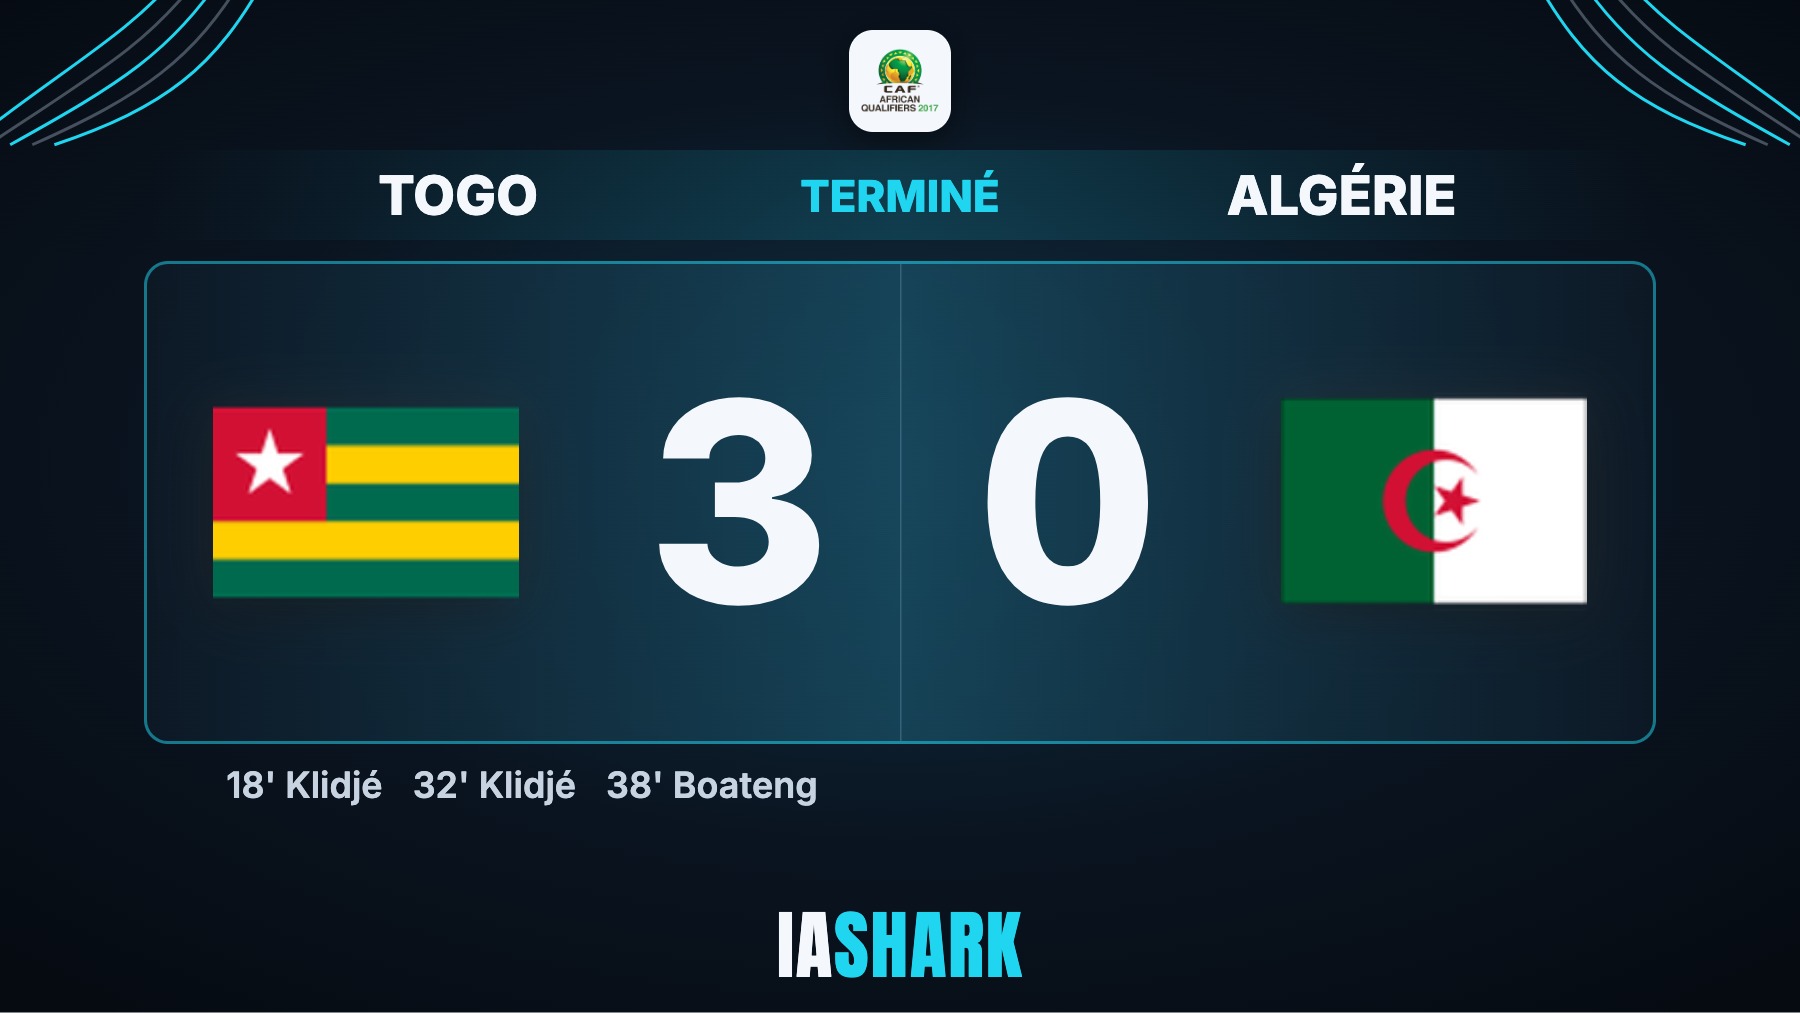 CAF
AFRICAN
QUALIFIERS 2017
TOGO TERMINÉ ALGÉRIE
3 0
18' Klidjé 32' Klidjé 38' Boateng
IASHARK